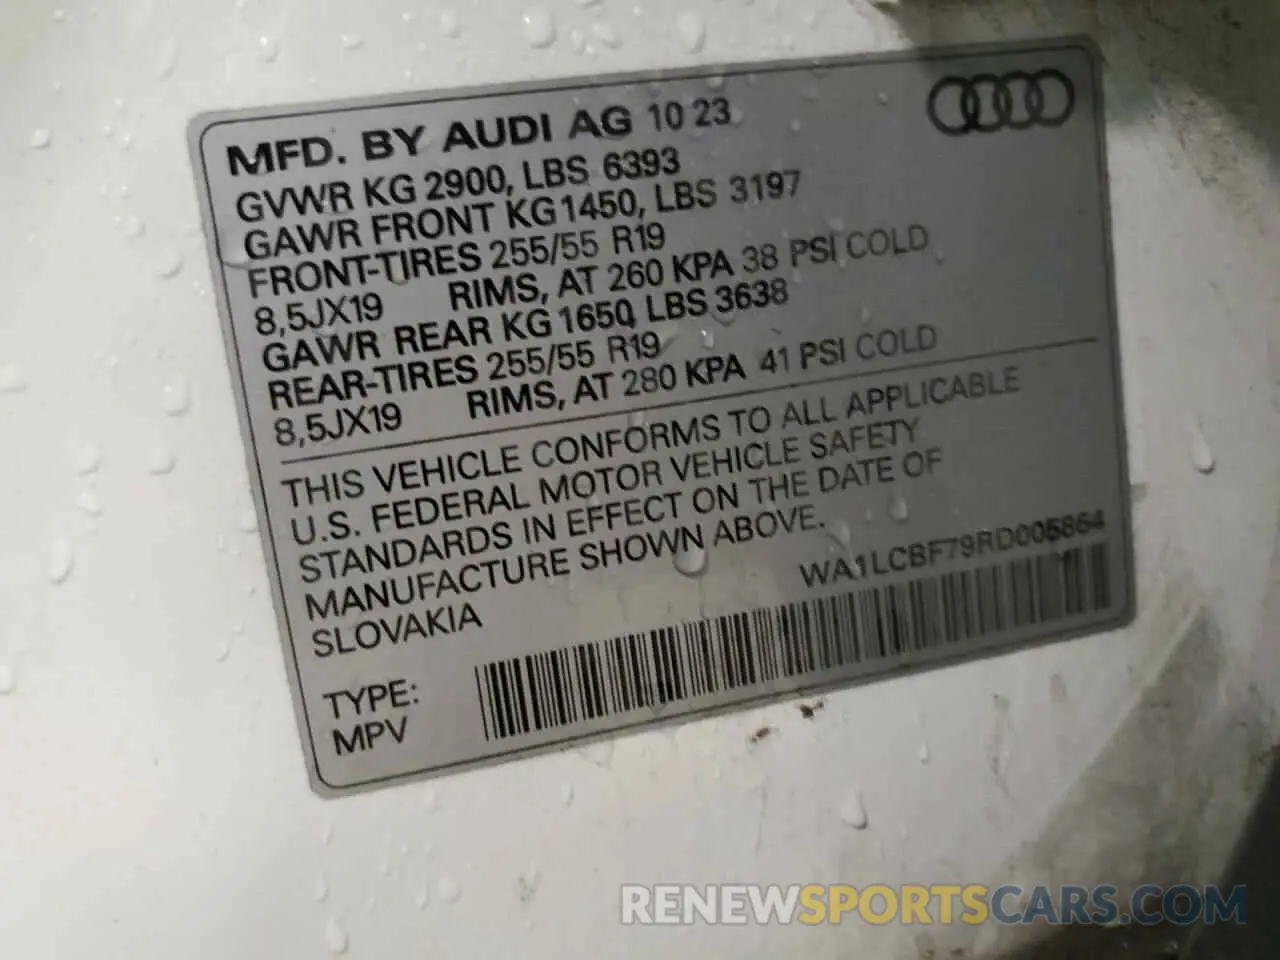 MFD. BY AUDI AG 10 23
GVWR KG 2900, LBS 6393
GAWR FRONT KG 1450, LBS 3197
FRONT-TIRES 255/55 R19
8,5JX19 RIMS, AT 260 KPA 38 PSI COLD
GAWR REAR KG 1650, LBS 3638
REAR-TIRES 255/55 R19
8,5JX19 RIMS, AT 280 KPA 41 PSI COLD
THIS VEHICLE CONFORMS TO ALL APPLICABLE
U.S. FEDERAL MOTOR VEHICLE SAFETY
STANDARDS IN EFFECT ON THE DATE OF
MANUFACTURE SHOWN ABOVE.
SLOVAKIA
WA1LCBF79RD005864
TYPE:
MPV
RENEWSPORTSCARS.COM